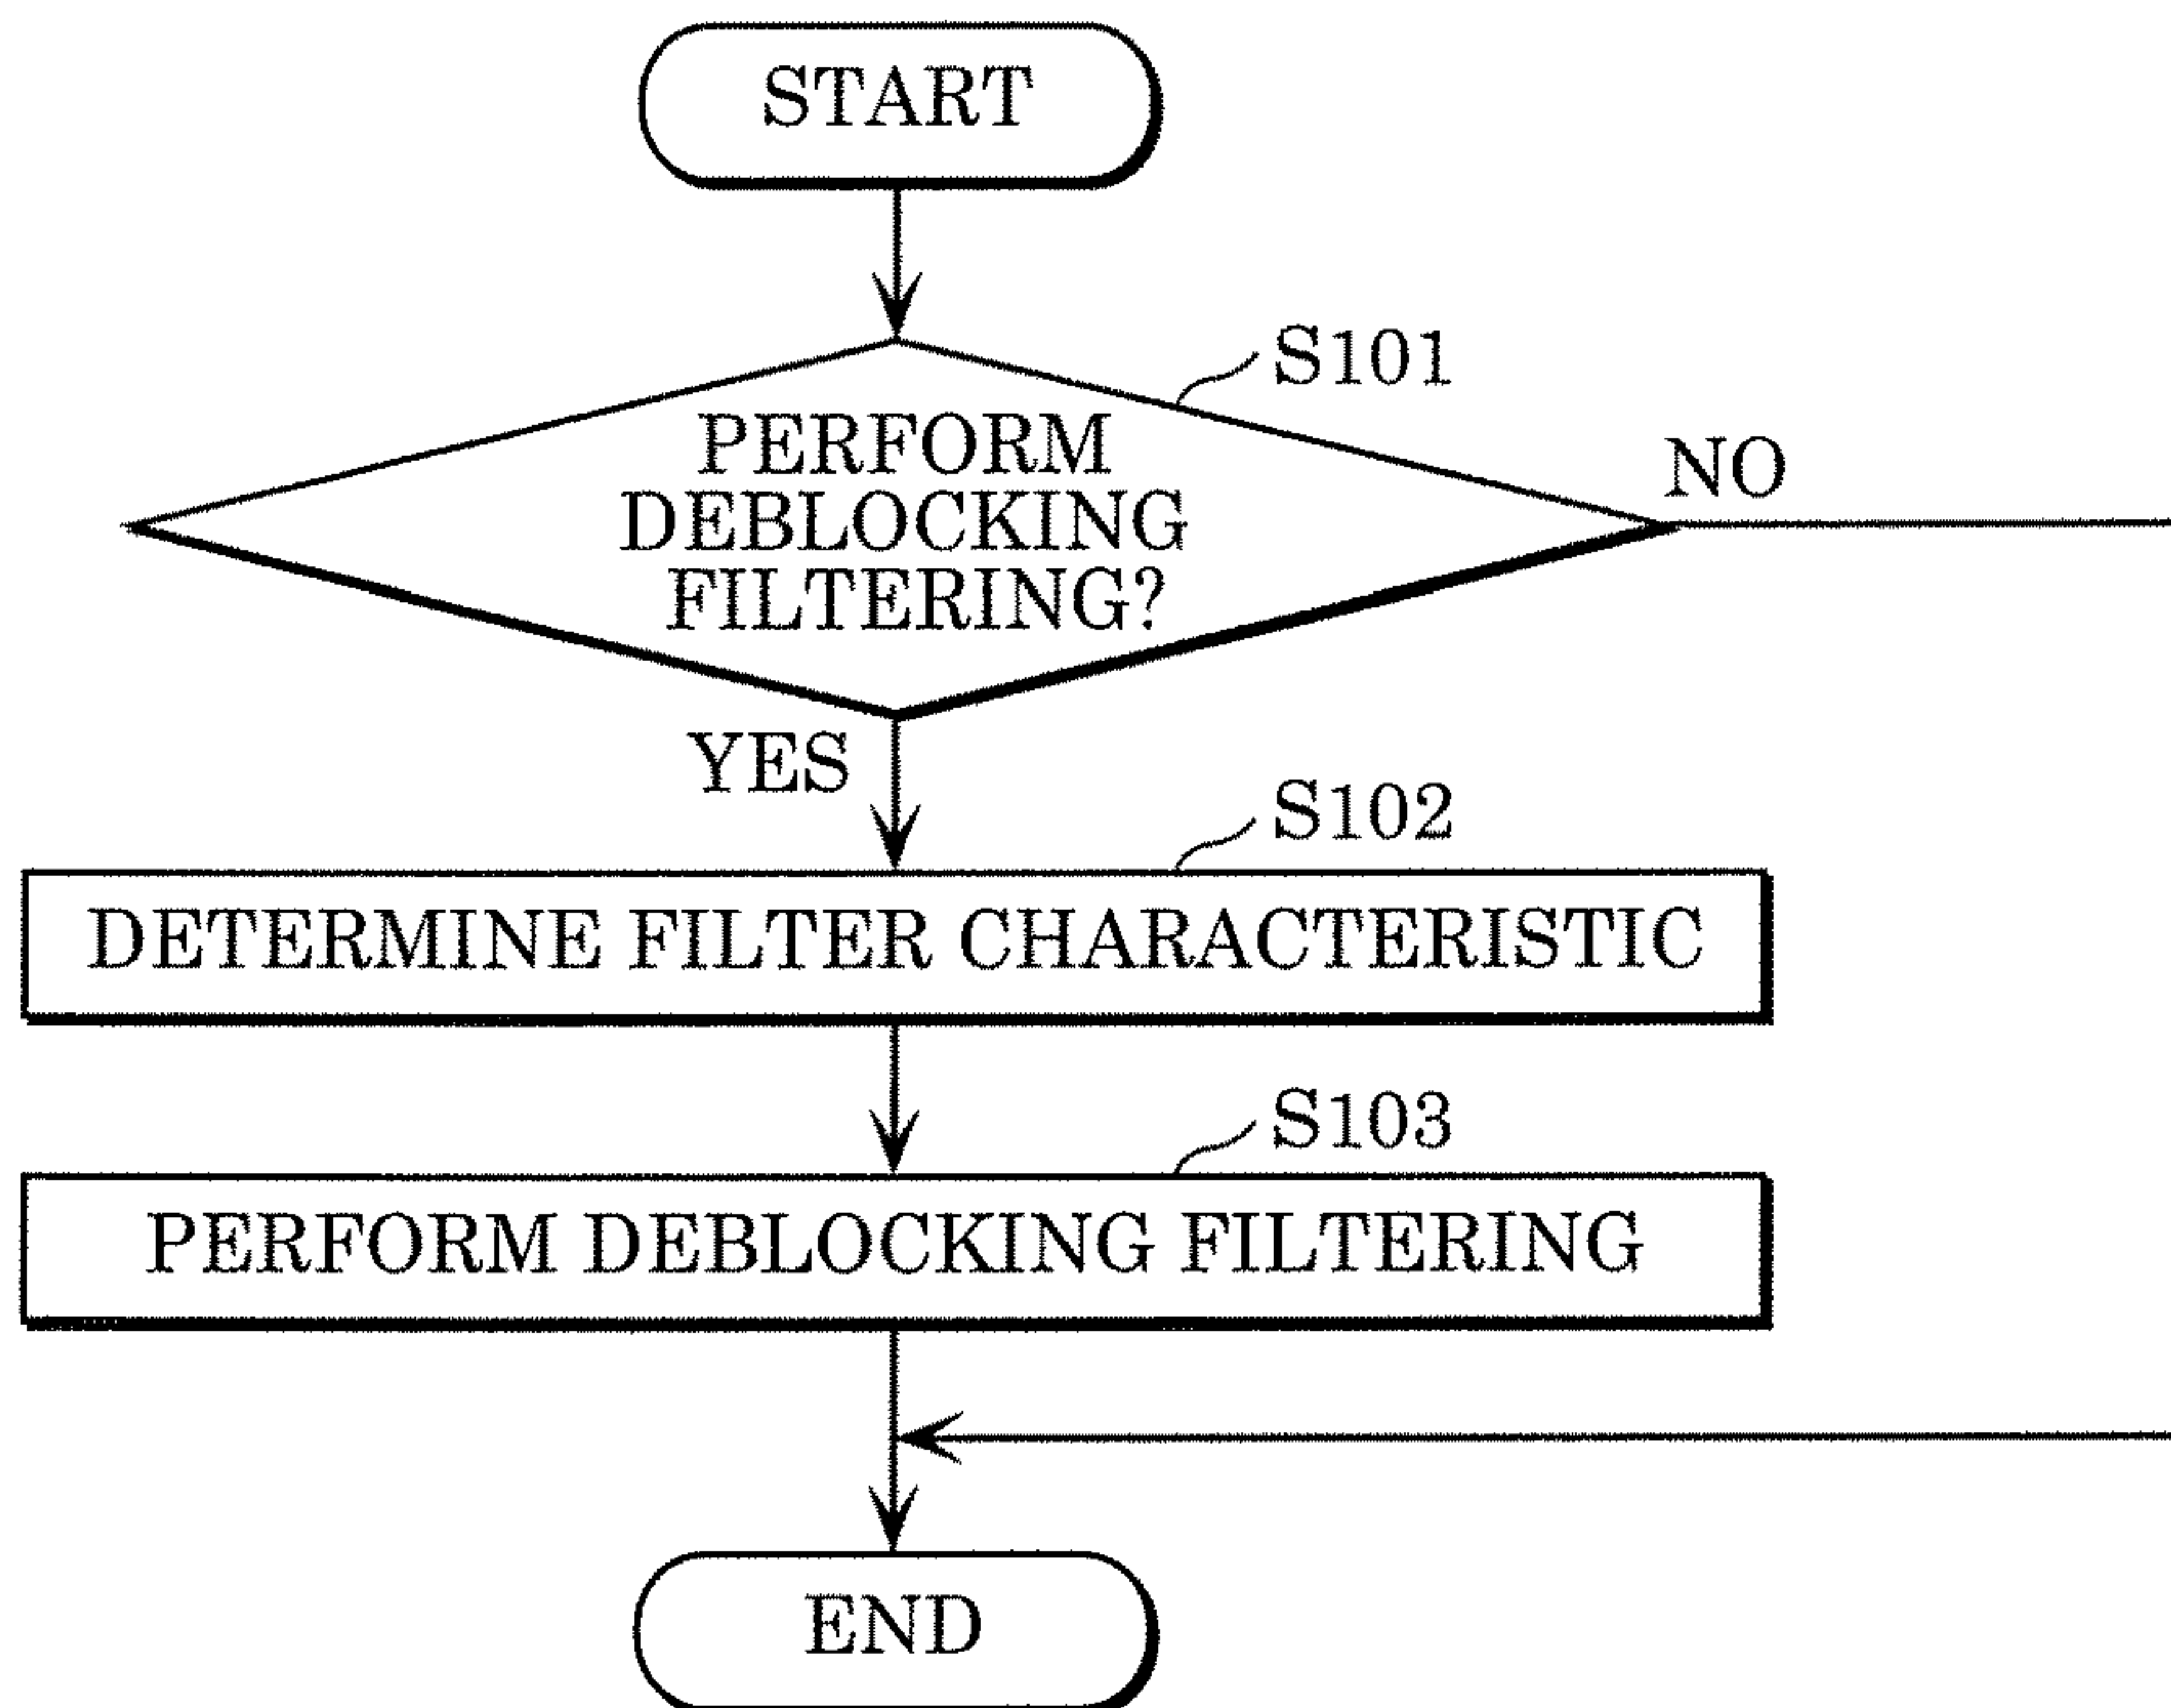 START
S101
PERFORM
DEBLOCKING
FILTERING?
NO
YES
S102
DETERMINE FILTER CHARACTERISTIC
S103
PERFORM DEBLOCKING FILTERING
END